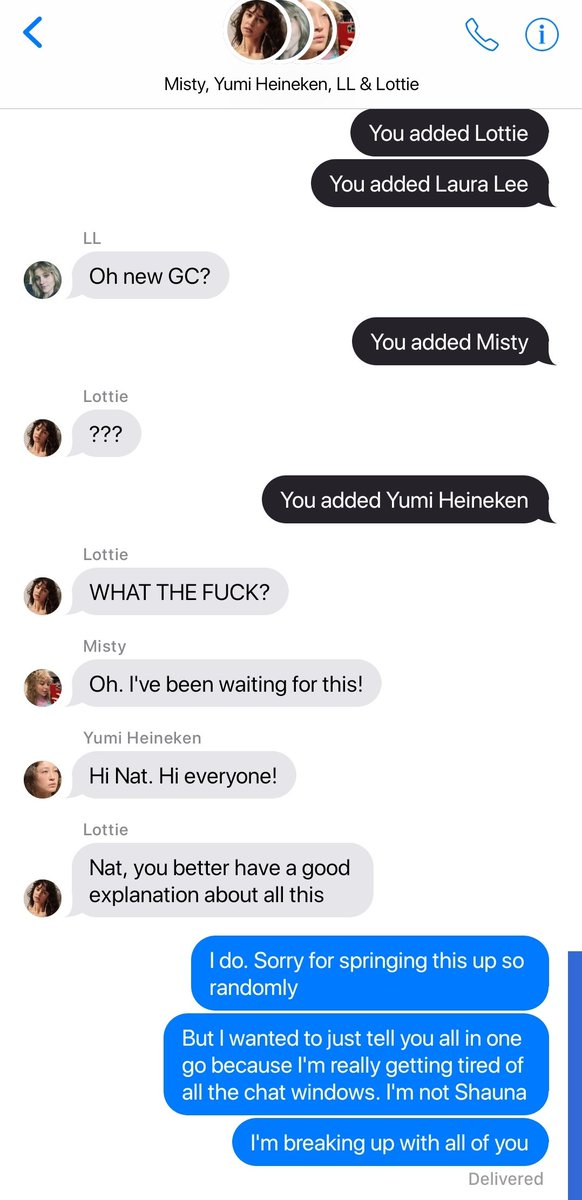 Misty, Yumi Heineken, LL & Lottie
You added Lottie
You added Laura Lee
LL
Oh new GC?
You added Misty
Lottie
???
You added Yumi Heineken
Lottie
WHAT THE FUCK?
Misty
Oh. I've been waiting for this!
Yumi Heineken
Hi Nat. Hi everyone!
Lottie
Nat, you better have a good
explanation about all this
I do. Sorry for springing this up so
randomly
But I wanted to just tell you all in one
go because I'm really getting tired of
all the chat windows. I'm not Shauna
I'm breaking up with all of you
Delivered